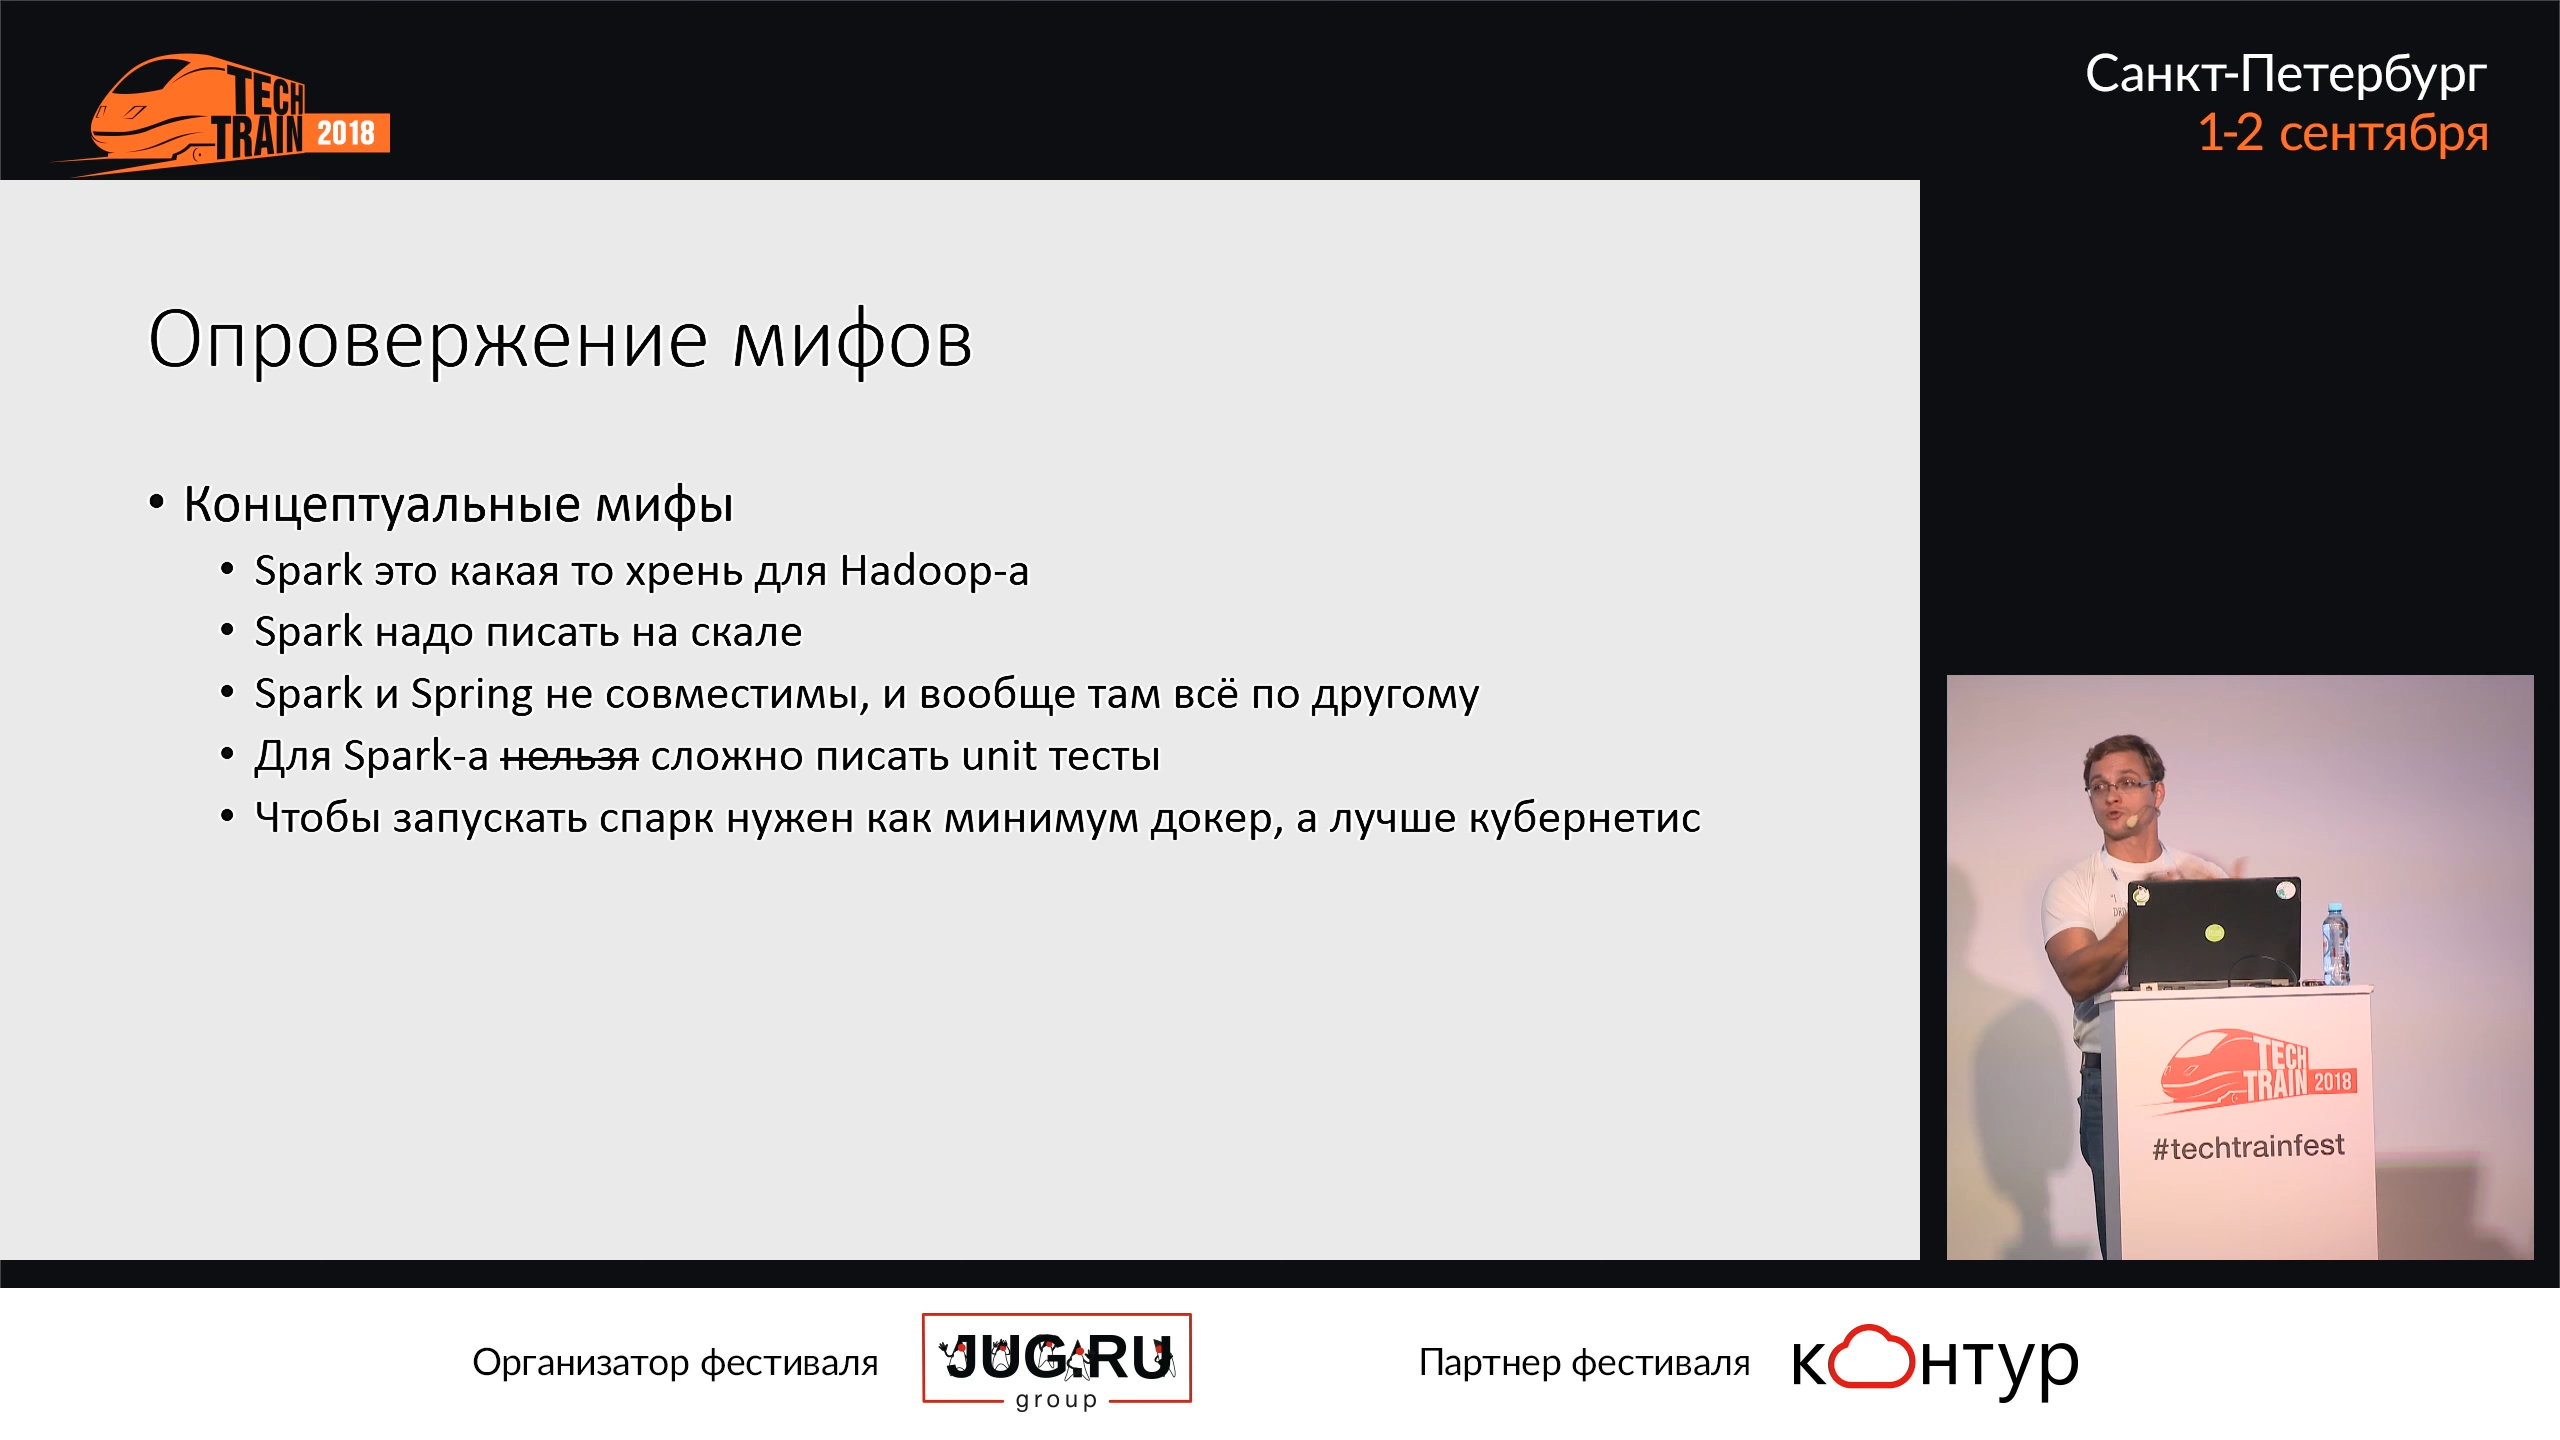 TECH
TRAIN 2018
Санкт-Петербург
1-2 сентября
Опровержение мифов
• Концептуальные мифы
• Spark это какая то хрень для Hadoop-а
• Spark надо писать на скале
• Spark и Spring не совместимы, и вообще там всё по другому
• Для Spark-а нельзя сложно писать unit тесты
• Чтобы запускать спарк нужен как минимум докер, а лучше кубернетис
TECH
TRAIN 2018
#techtrainfest
Организатор фестиваля
JUG.RU
group
Партнер фестиваля
контур